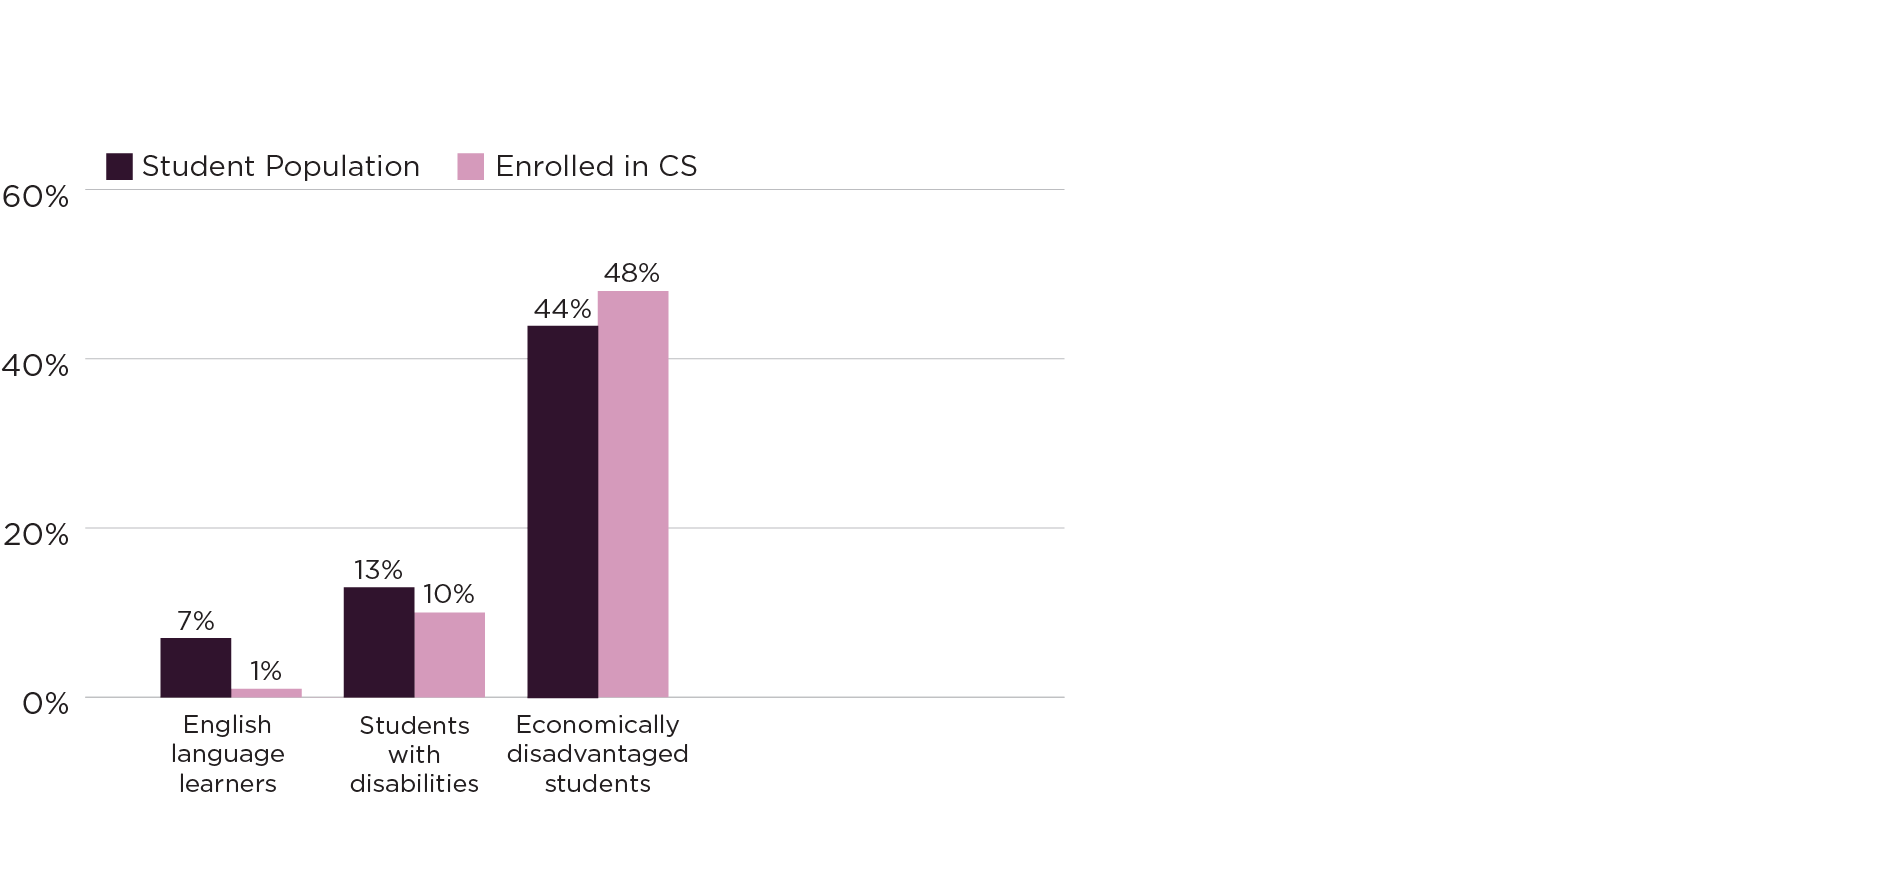 Student Population Enrolled in CS
60%
48%
44%
40%
20%
13%
10%
7%
1%
0%
English
language
learners
Students
with
disabilities
Economically
disadvantaged
students